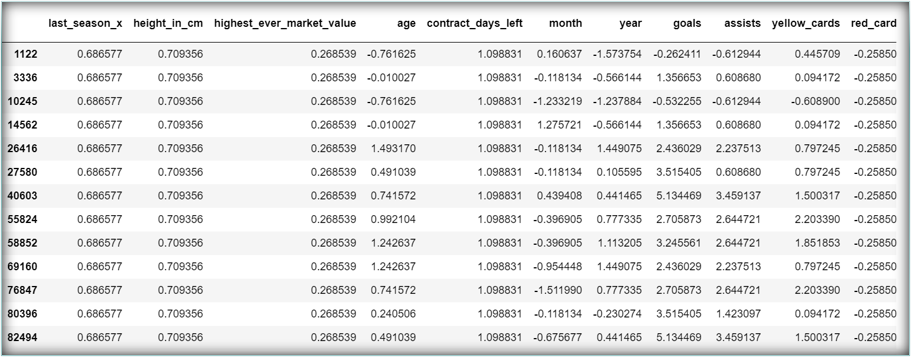 last_season_x height_in_cm highest_ever_market_value age contract_days_left month year goals assists yellow_cards red_card
1122 0.686577 0.709356 0.268539 -0.761625 1.098831 0.160637 -1.573754 -0.262411 -0.612944 0.445709 -0.25850
3336 0.686577 0.709356 0.268539 -0.010027 1.098831 -0.118134 -0.566144 1.356653 0.608680 0.094172 -0.25850
10245 0.686577 0.709356 0.268539 -0.761625 1.098831 -1.233219 -1.237884 -0.532255 -0.612944 -0.608900 -0.25850
14562 0.686577 0.709356 0.268539 -0.010027 1.098831 1.275721 -0.566144 1.356653 0.608680 0.094172 -0.25850
26416 0.686577 0.709356 0.268539 1.493170 1.098831 -0.118134 1.449075 2.436029 2.237513 0.797245 -0.25850
27580 0.686577 0.709356 0.268539 0.491039 1.098831 -0.118134 0.105595 3.515405 0.608680 0.797245 -0.25850
40603 0.686577 0.709356 0.268539 0.741572 1.098831 0.439408 0.441465 5.134469 3.459137 1.500317 -0.25850
55824 0.686577 0.709356 0.268539 0.992104 1.098831 -0.396905 0.777335 2.705873 2.644721 2.203390 -0.25850
58852 0.686577 0.709356 0.268539 1.242637 1.098831 -0.396905 1.113205 3.245561 2.644721 1.851853 -0.25850
69160 0.686577 0.709356 0.268539 1.242637 1.098831 -0.954448 1.449075 2.436029 2.237513 0.797245 -0.25850
76847 0.686577 0.709356 0.268539 0.741572 1.098831 -1.511990 0.777335 2.705873 2.644721 2.203390 -0.25850
80396 0.686577 0.709356 0.268539 0.240506 1.098831 -0.118134 -0.230274 3.515405 1.423097 0.094172 -0.25850
82494 0.686577 0.709356 0.268539 0.491039 1.098831 -0.675677 0.441465 5.134469 3.459137 1.500317 -0.25850